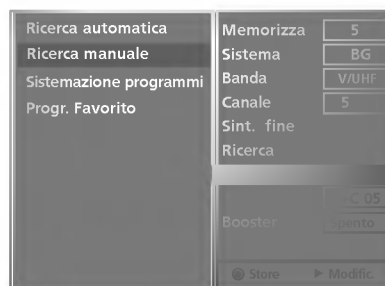 Ricerca automatica
Ricerca manuale
Sistemazione programmi
Progr. Favorito
Memorizza 5
Sistema BG
Banda V/UHF
Canale 5
Sint. fine
Ricerca
C 05
Booster Spento
Store ► Modific.